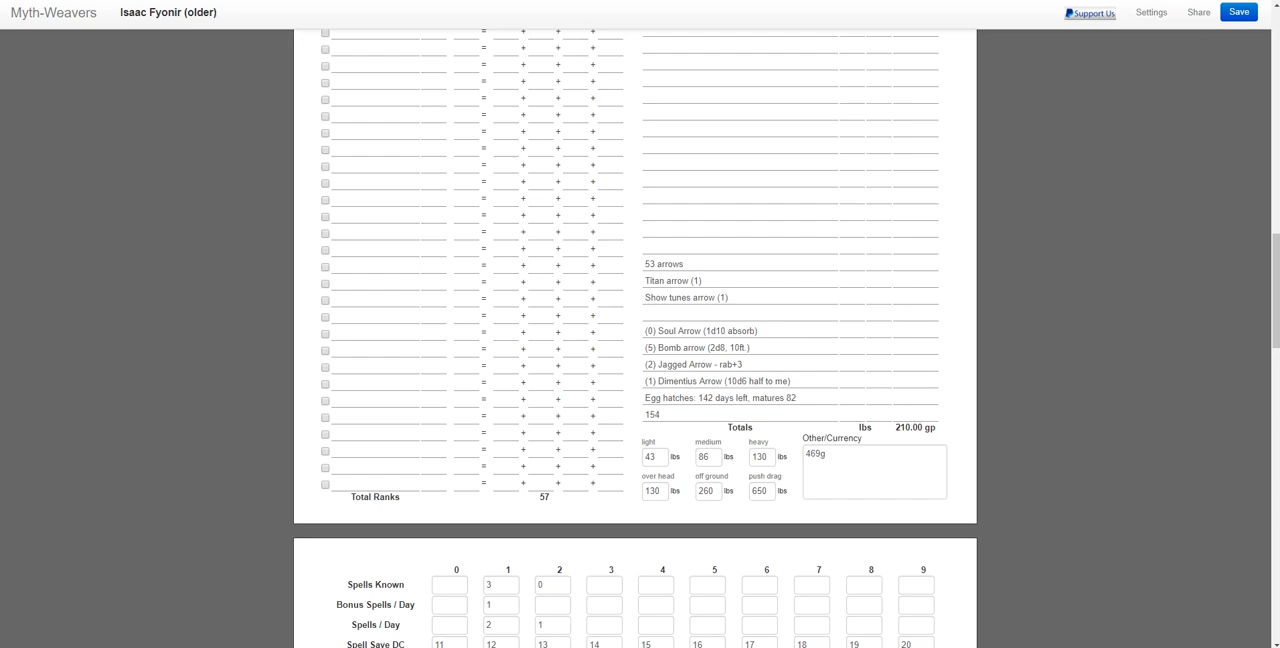 Myth-Weavers Isaac Fyonir (older) Support Us Settings Share Save
= + + +
= + + +
= + + +
= + + +
= + + +
= + + +
= + + +
= + + +
= + + +
= + + +
= + + +
= + + +
= + + +
= + + +
= + + + 53 arrows
= + + + Titan arrow (1)
= + + + Show tunes arrow (1)
= + + +
= + + + (0) Soul Arrow (1d10 absorb)
= + + + (5) Bomb arrow (2d8, 10ft.)
= + + + (2) Jagged Arrow - rab+3
= + + + (1) Dimentius Arrow (10d6 half to me)
= + + + Egg hatches: 142 days left, matures 82
= + + + 154
= + + + Totals lbs 210.00 gp
light medium heavy Other/Currency
= + + + 43 lbs 86 lbs 130 lbs 469g
= + + + over head off ground push drag
= + + + 130 lbs 260 lbs 650 lbs
Total Ranks 57
0 1 2 3 4 5 6 7 8 9
Spells Known 3 0
Bonus Spells / Day 1
Spells / Day 2 1
Spell Save DC 11 12 13 14 15 16 17 18 19 20